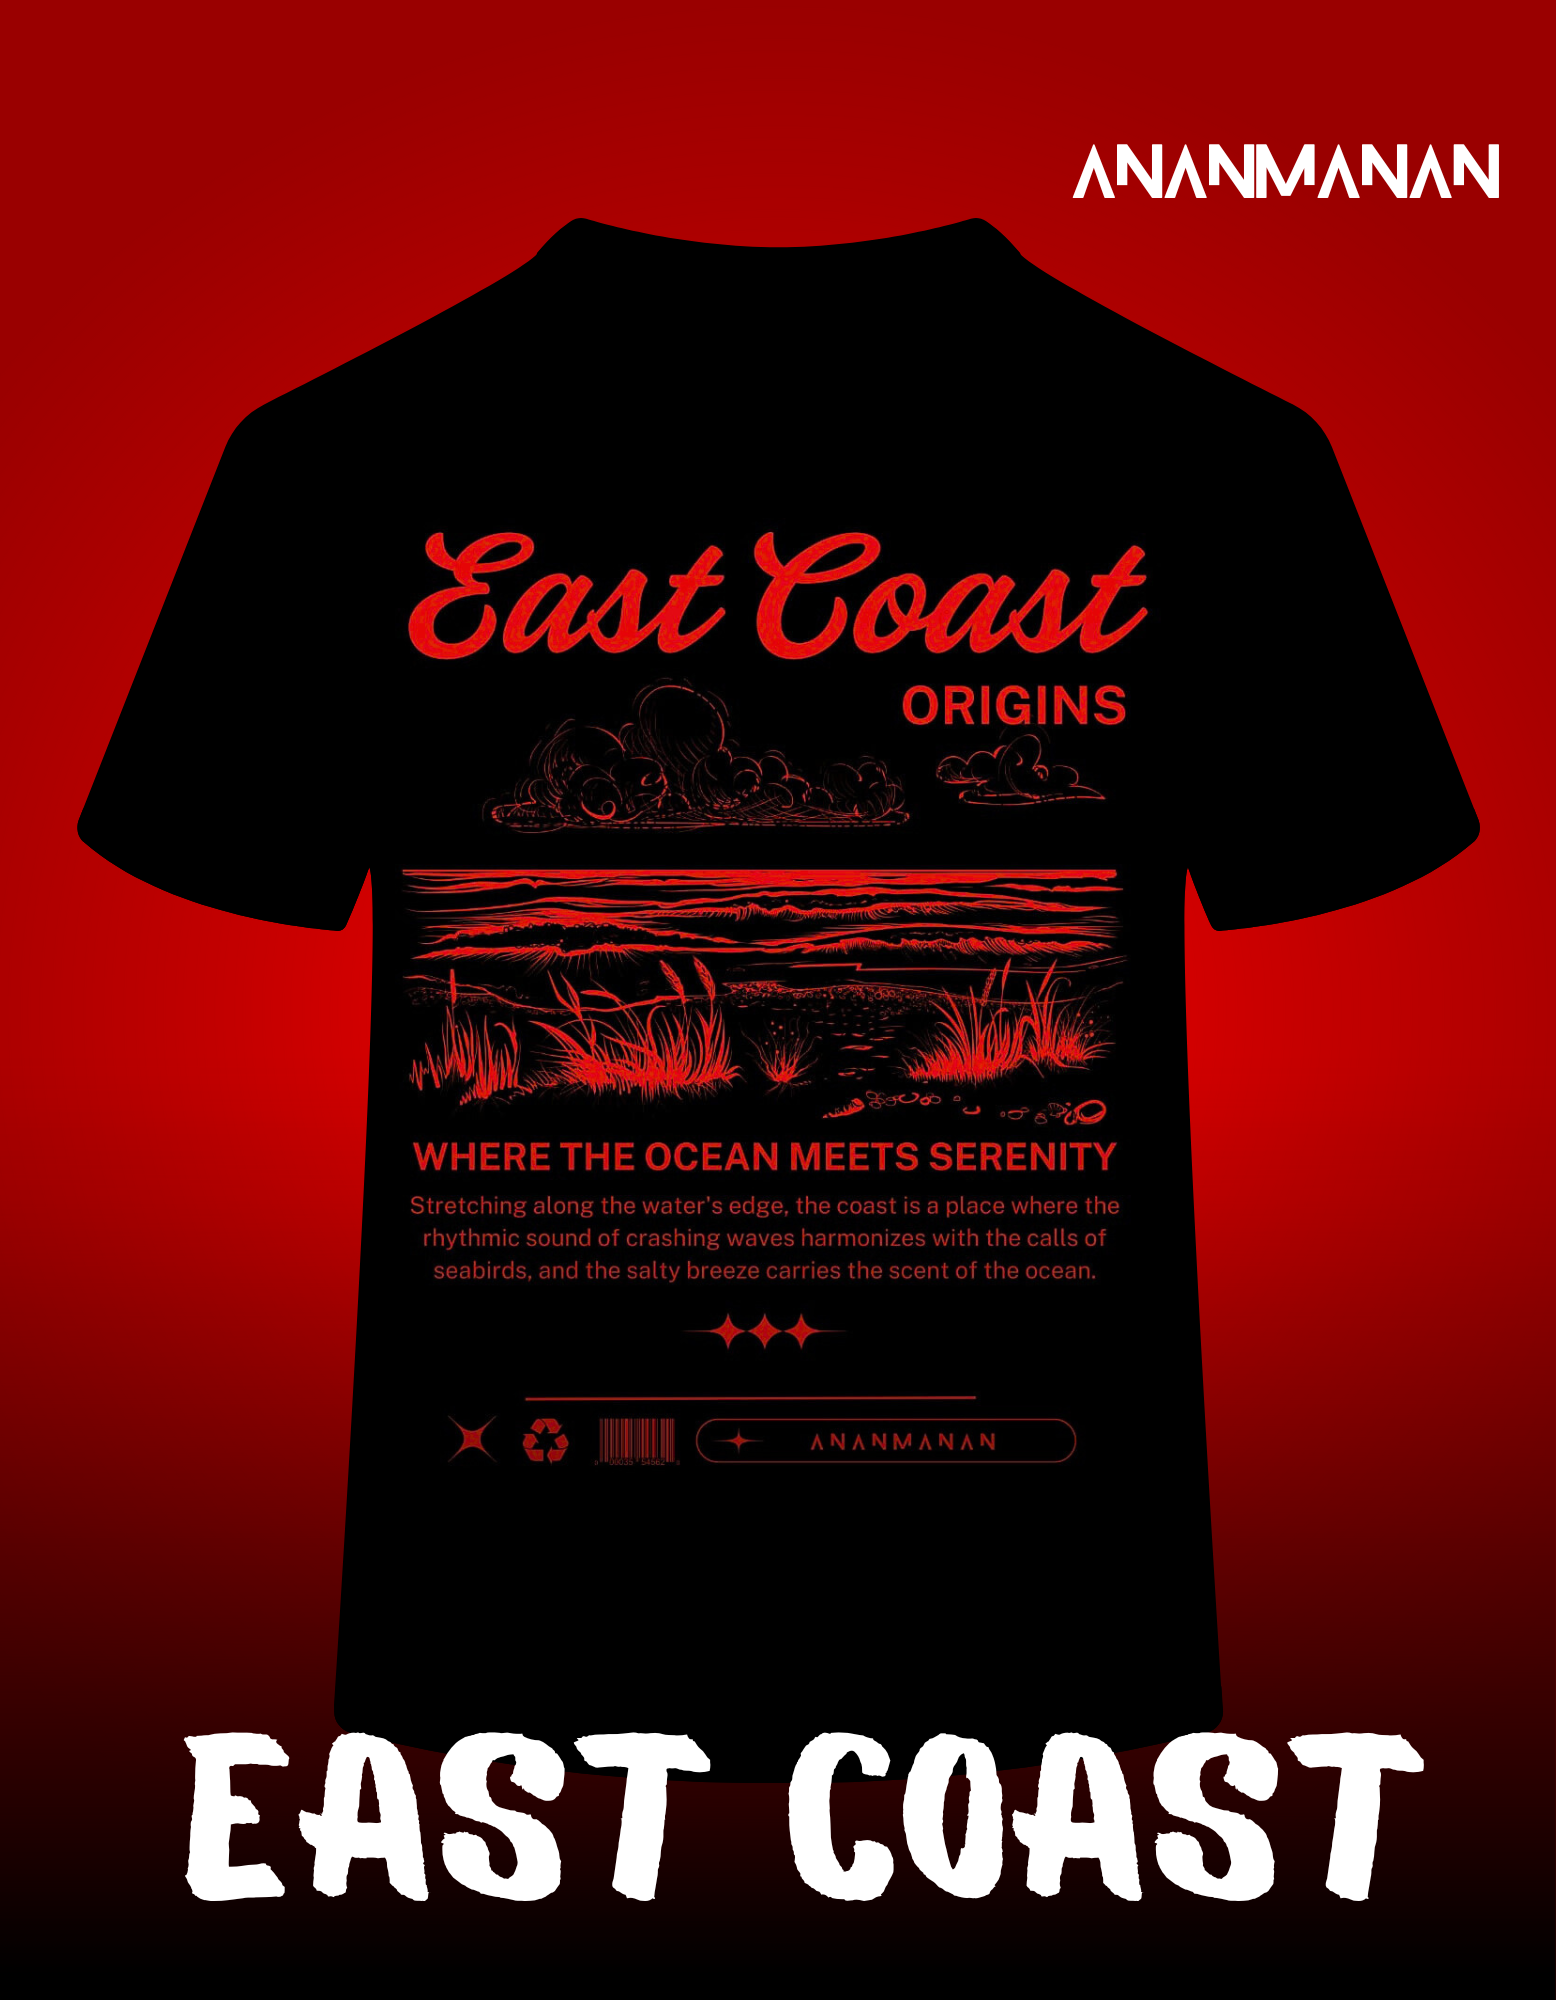 ANANMANAN
East Coast
ORIGINS
WHERE THE OCEAN MEETS SERENITY
Stretching along the water's edge, the coast is a place where the
rhythmic sound of crashing waves harmonizes with the calls of
seabirds, and the salty breeze carries the scent of the ocean.
ANANMANAN
EAST COAST